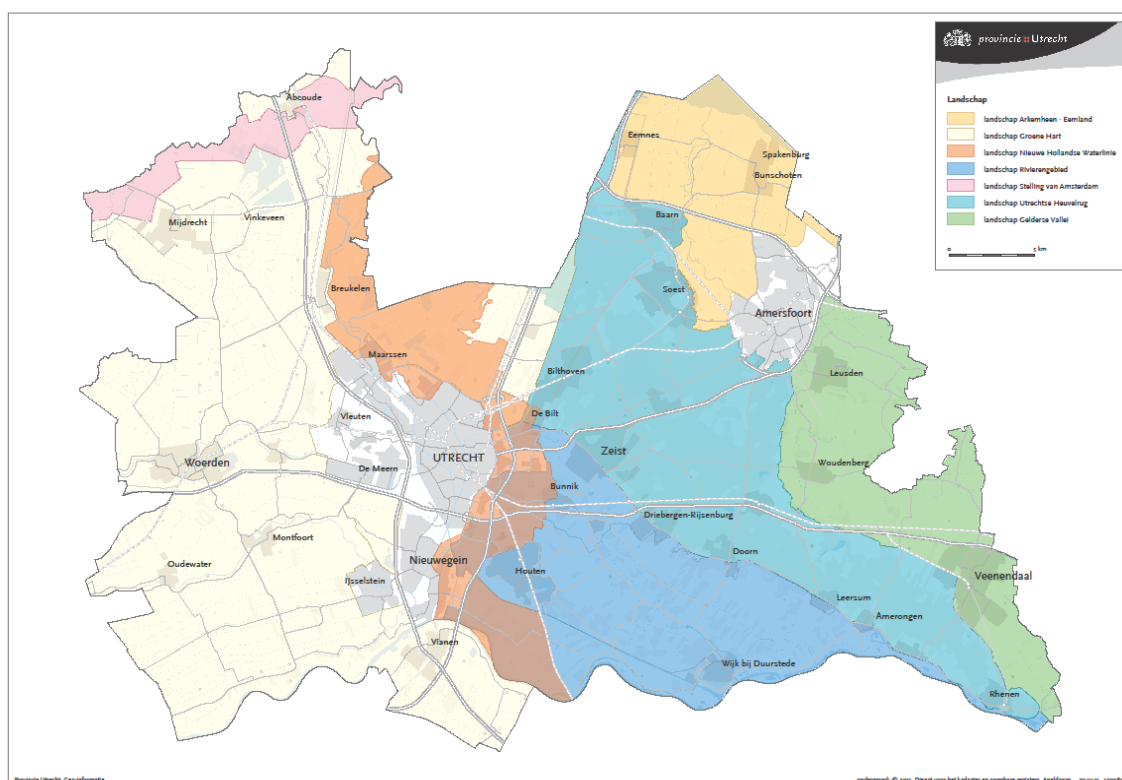 provincie::Utrecht
Landschap
landschap Arkemheen - Eemland
landschap Groene Hart
landschap Nieuwe Hollandse Waterlinie
landschap Rivierengebied
landschap Stelling van Amsterdam
landschap Utrechtse Heuvelrug
landschap Gelderse Vallei
0 5 km
Abcoude
Eemnes
Spakenburg
Bunschoten
Mijdrecht
Vinkeveen
Baarn
Breukelen
Soest
Amersfoort
Maarssen
Bilthoven
Leusden
Vleuten
De Bilt
UTRECHT
Zeist
Woerden
De Meern
Woudenberg
Bunnik
Driebergen-Rijsenburg
Montfoort
Doorn
Oudewater
Nieuwegein
Houten
IJsselstein
Veenendaal
Leersum
Amerongen
Vianen
Wijk bij Duurstede
Rhenen
Provincie Utrecht, Geo-informatie